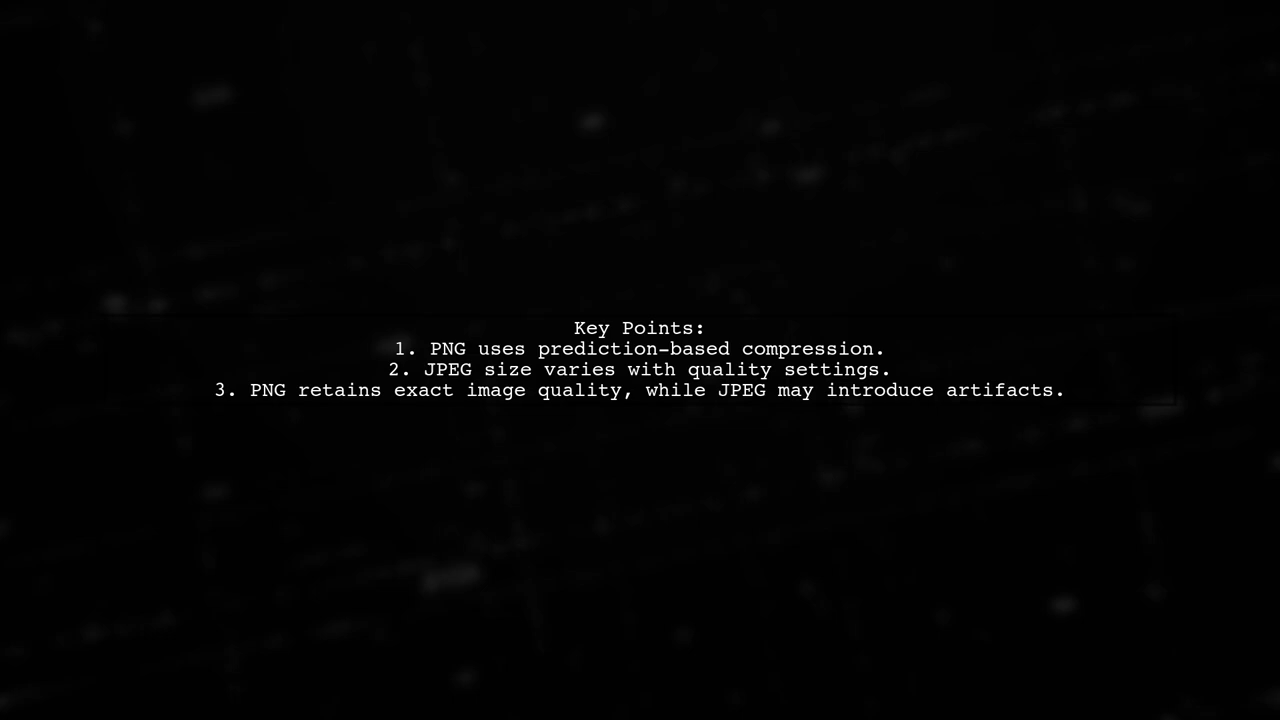 Key Points:
1. PNG uses prediction-based compression.
2. JPEG size varies with quality settings.
3. PNG retains exact image quality, while JPEG may introduce artifacts.